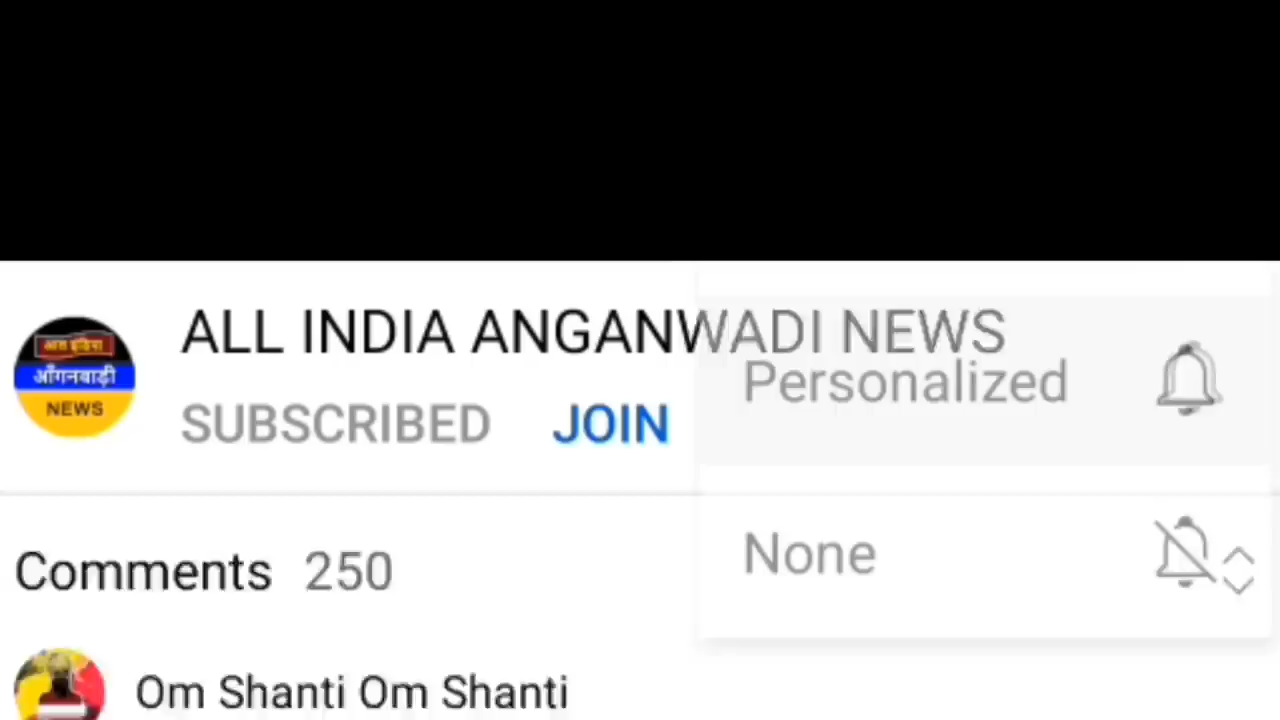 ALL INDIA ANGANWADI NEWS
आल इंडिया
आँगनबाड़ी
NEWS
SUBSCRIBED JOIN
Personalized
Comments 250
None
Om Shanti Om Shanti